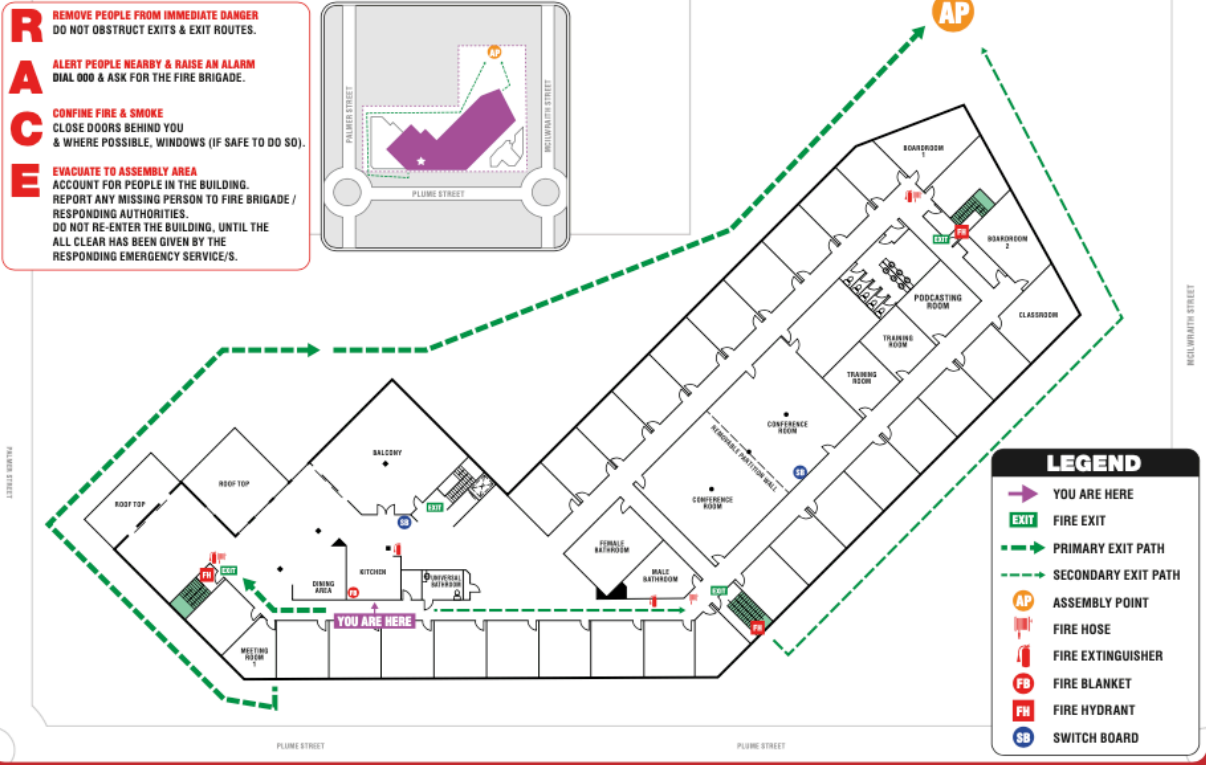 R
REMOVE PEOPLE FROM IMMEDIATE DANGER
DO NOT OBSTRUCT EXITS & EXIT ROUTES.
A
ALERT PEOPLE NEARBY & RAISE AN ALARM
DIAL 000 & ASK FOR THE FIRE BRIGADE.
C
CONFINE FIRE & SMOKE
CLOSE DOORS BEHIND YOU
& WHERE POSSIBLE, WINDOWS (IF SAFE TO DO SO).
E
EVACUATE TO ASSEMBLY AREA
ACCOUNT FOR PEOPLE IN THE BUILDING.
REPORT ANY MISSING PERSON TO FIRE BRIGADE /
RESPONDING AUTHORITIES.
DO NOT RE-ENTER THE BUILDING, UNTIL THE
ALL CLEAR HAS BEEN GIVEN BY THE
RESPONDING EMERGENCY SERVICE/S.
AP
PALMER STREET
MCILWRAITH STREET
PLUME STREET
AP
BOARDROOM
1
EXIT
FH
BOARDROOM
2
PODCASTING
ROOM
CLASSROOM
TRAINING
ROOM
TRAINING
ROOM
MCILWRAITH STREET
CONFERENCE
ROOM
REMOVABLE PARTITION WALL
SB
CONFERENCE
ROOM
BALCONY
ROOF TOP
ROOF TOP
PALMER STREET
EXIT
SB
FEMALE
BATHROOM
MALE
BATHROOM
KITCHEN
DINING
AREA
UNIVERSAL
BATHROOM
FB
FH
EXIT
EXIT
FH
YOU ARE HERE
MEETING
ROOM
1
PLUME STREET
PLUME STREET
LEGEND
YOU ARE HERE
EXIT FIRE EXIT
PRIMARY EXIT PATH
SECONDARY EXIT PATH
AP ASSEMBLY POINT
FIRE HOSE
FIRE EXTINGUISHER
FB FIRE BLANKET
FH FIRE HYDRANT
SB SWITCH BOARD